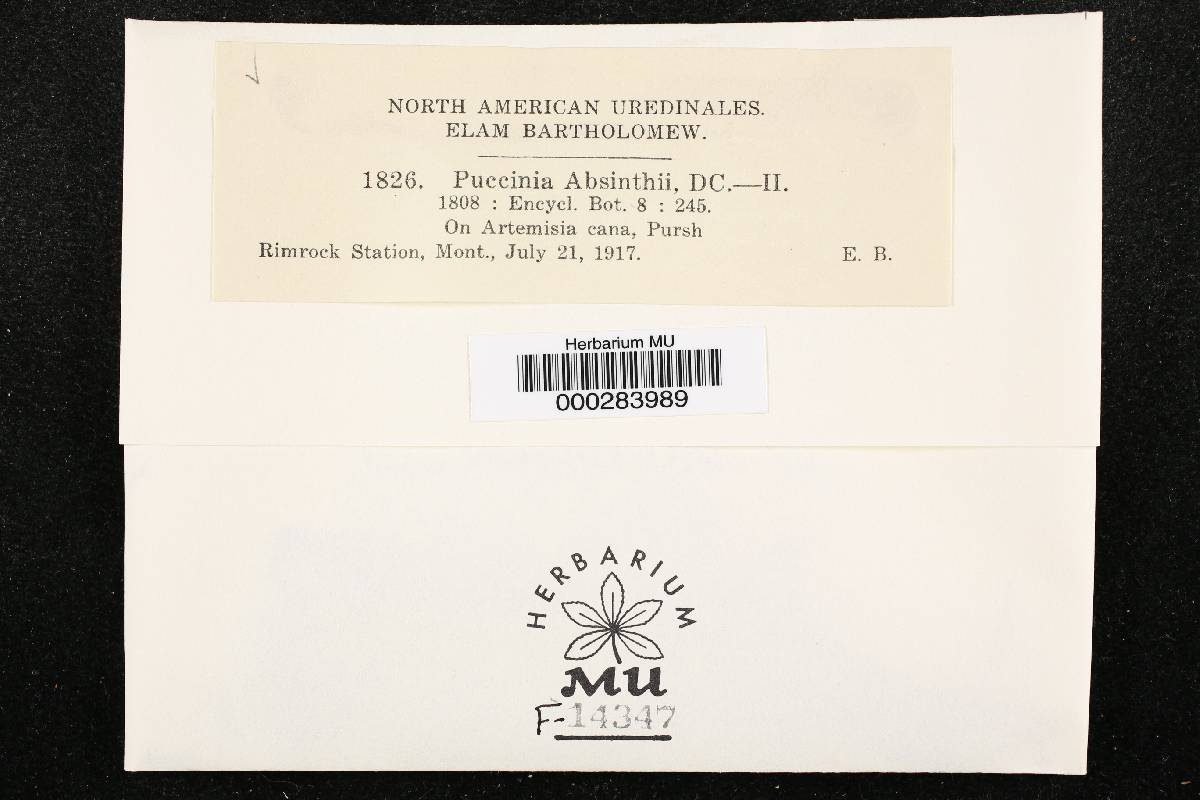 NORTH AMERICAN UREDINALES.
ELAM BARTHOLOMEW.
1826. Puccinia Absinthii, DC.—II.
1808 : Encycl. Bot. 8 : 245.
On Artemisia cana, Pursh
Rimrock Station, Mont., July 21, 1917. E. B.
Herbarium MU
000283989
HERBARIUM
MU
F-14347